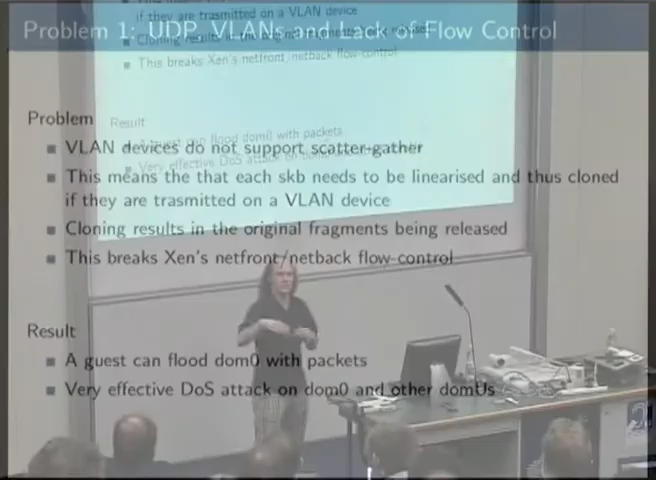 Problem 1: UDP, VLANs and Lack of Flow Control
Problem
VLAN devices do not support scatter-gather
This means the that each skb needs to be linearised and thus cloned
if they are trasmitted on a VLAN device
Cloning results in the original fragments being released
This breaks Xen's netfront/netback flow-control
Result
A guest can flood dom0 with packets
Very effective DoS attack on dom0 and other domUs
if they are trasmitted on a VLAN device
Cloning results in the
This breaks Xen's netfront/netback flow-control
Result
A guest can flood dom0 with packets
Very effective DoS attack on